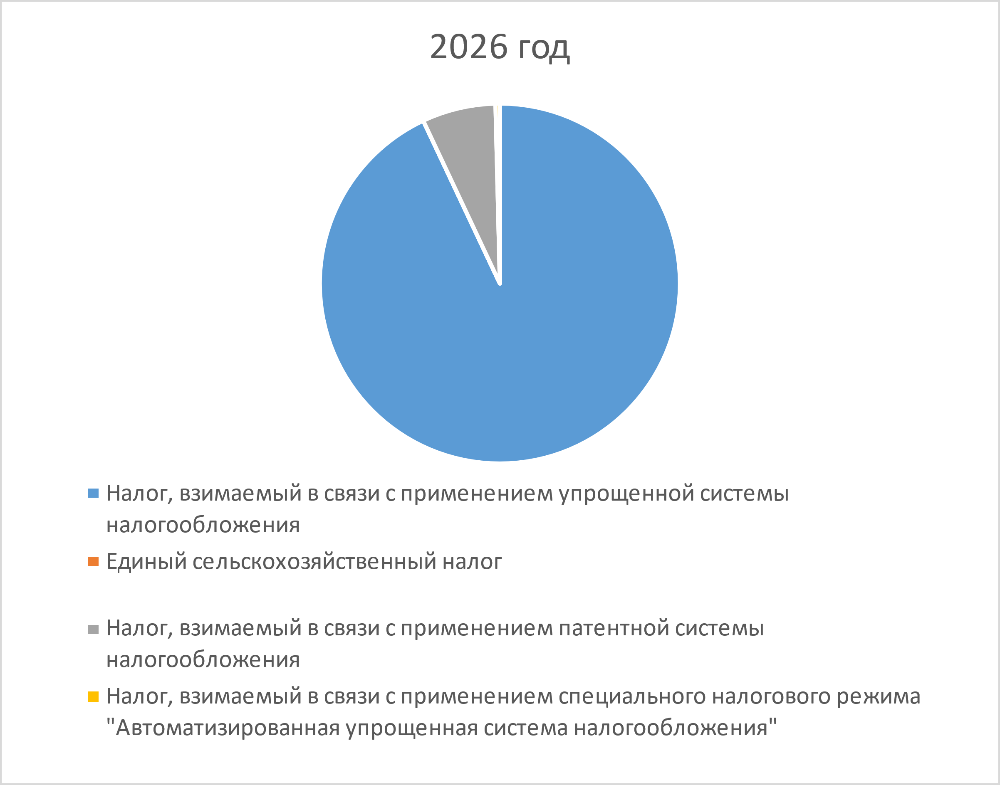 2026 год
Налог, взимаемый в связи с применением упрощенной системы
налогообложения
Единый сельскохозяйственный налог
Налог, взимаемый в связи с применением патентной системы
налогообложения
Налог, взимаемый в связи с применением специального налогового режима
"Автоматизированная упрощенная система налогообложения"